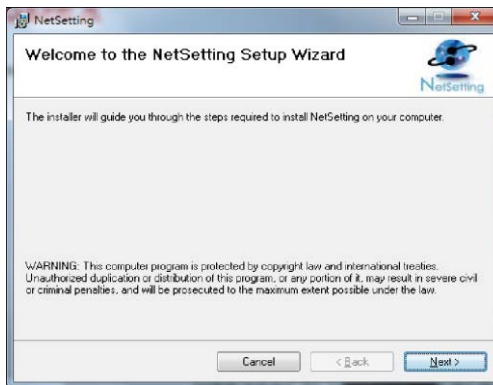 NetSetting
Welcome to the NetSetting Setup Wizard
NetSetting
The installer will guide you through the steps required to install NetSetting on your computer.
WARNING: This computer program is protected by copyright law and international treaties.
Unauthorized duplication or distribution of this program, or any portion of it, may result in severe civil
or criminal penalties, and will be prosecuted to the maximum extent possible under the law.
Cancel
< Back
Next >